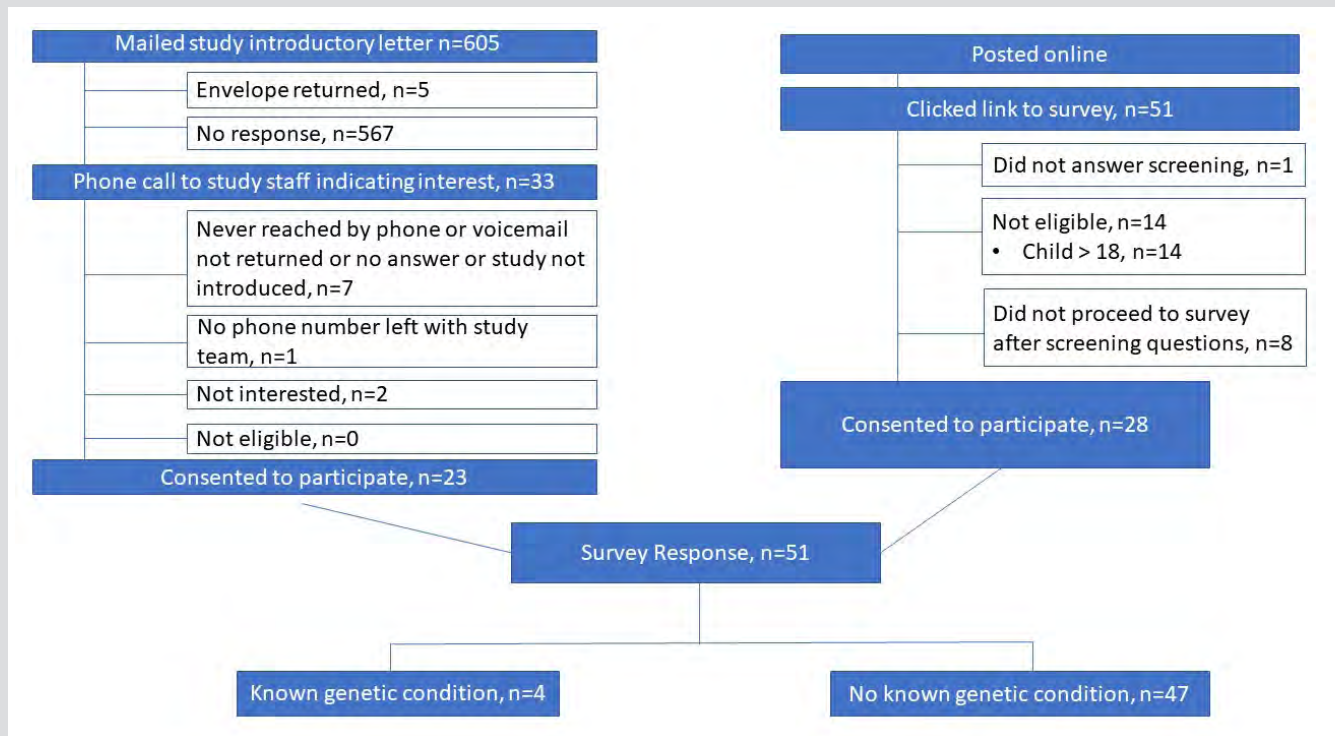 Mailed study introductory letter n=605
Envelope returned, n=5
No response, n=567
Phone call to study staff indicating interest, n=33
Never reached by phone or voicemail
not returned or no answer or study not
introduced, n=7
No phone number left with study
team, n=1
Not interested, n=2
Not eligible, n=0
Consented to participate, n=23
Posted online
Clicked link to survey, n=51
Did not answer screening, n=1
Not eligible, n=14
• Child > 18, n=14
Did not proceed to survey
after screening questions, n=8
Consented to participate, n=28
Survey Response, n=51
Known genetic condition, n=4
No known genetic condition, n=47